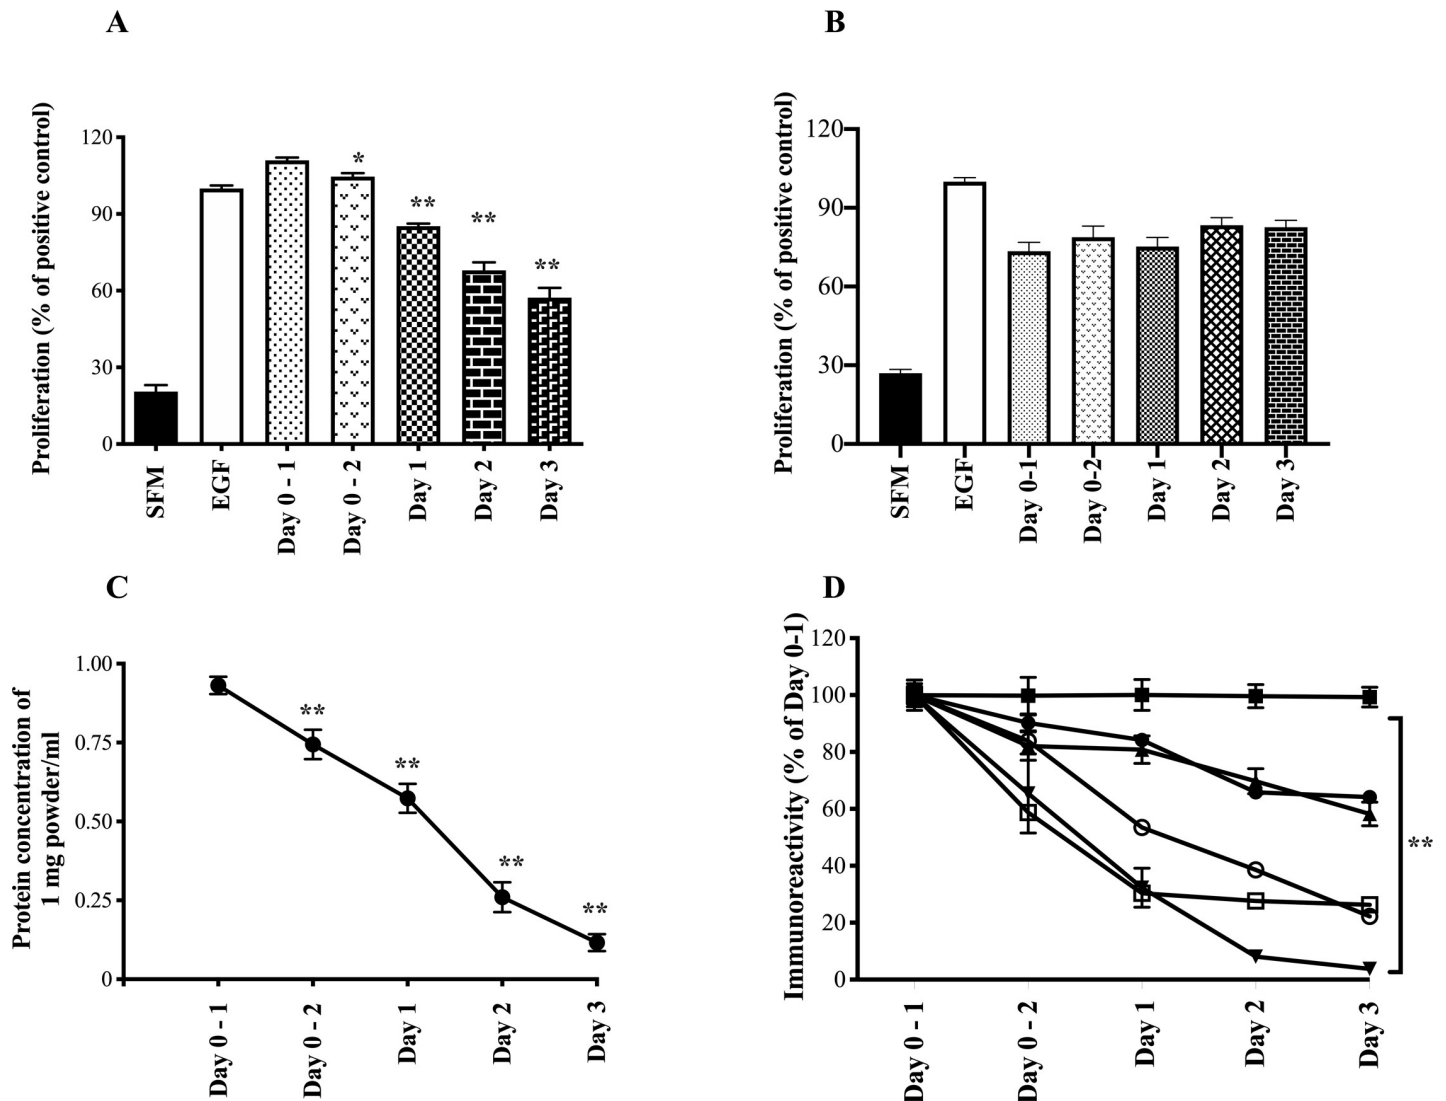 A
Proliferation (% of positive control)
120
90
60
30
0
*
**
**
**
SFM
EGF
Day 0 - 1
Day 0 - 2
Day 1
Day 2
Day 3
B
Proliferation (% of positive control)
120
90
60
30
0
SFM
EGF
Day 0-1
Day 0-2
Day 1
Day 2
Day 3
C
Protein concentration of
1 mg powder/ml
1.00
0.75
0.50
0.25
0
**
**
**
**
Day 0 - 1
Day 0 - 2
Day 1
Day 2
Day 3
D
Immunoreactivity (% of Day 0-1)
120
100
80
60
40
20
0
**
Day 0 - 1
Day 0 - 2
Day 1
Day 2
Day 3